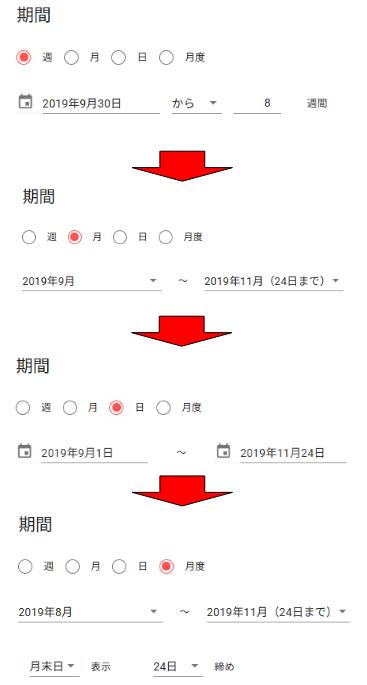 期間
週 月 日 月度
2019年9月30日 から 8 週間
期間
週 月 日 月度
2019年9月 ～ 2019年11月（24日まで）
期間
週 月 日 月度
2019年9月1日 ～ 2019年11月24日
期間
週 月 日 月度
2019年8月 ～ 2019年11月（24日まで）
月末日 表示 24日 締め